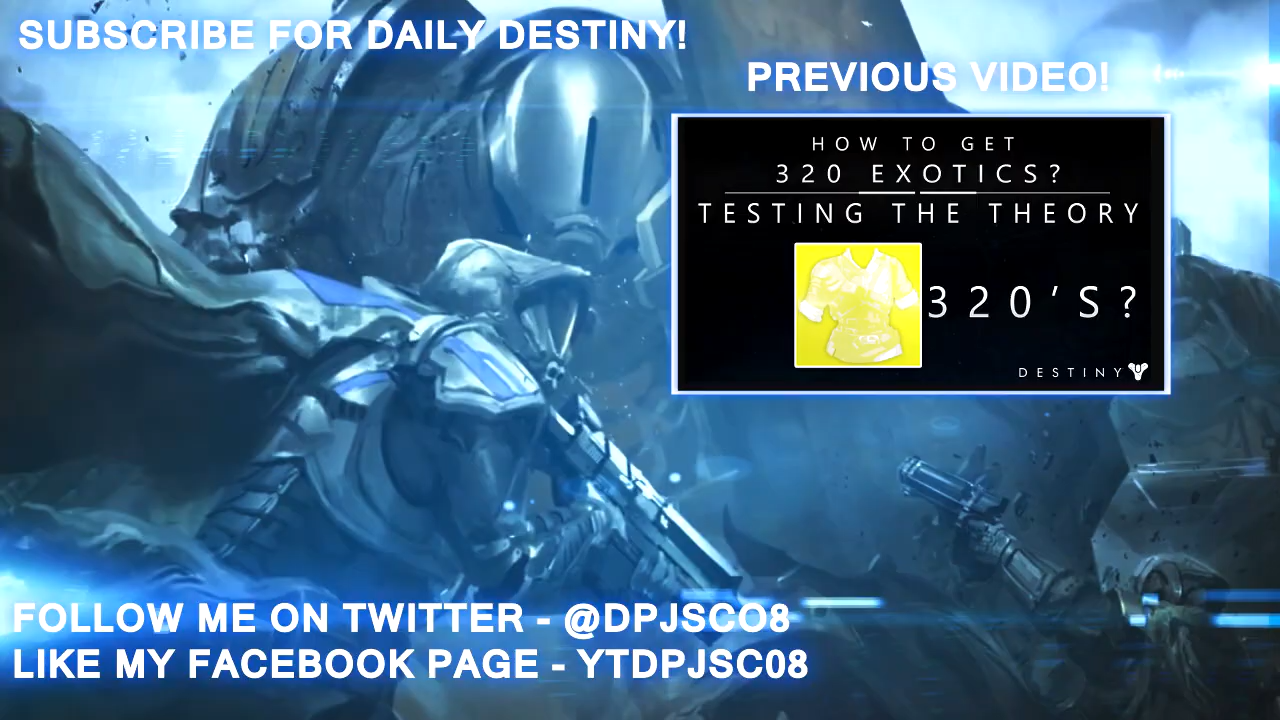 SUBSCRIBE FOR DAILY DESTINY!
PREVIOUS VIDEO!
HOW TO GET
320 EXOTICS?
TESTING THE THEORY
320'S?
DESTINY
FOLLOW ME ON TWITTER - @DPJSCO8
LIKE MY FACEBOOK PAGE - YTDPJSC08